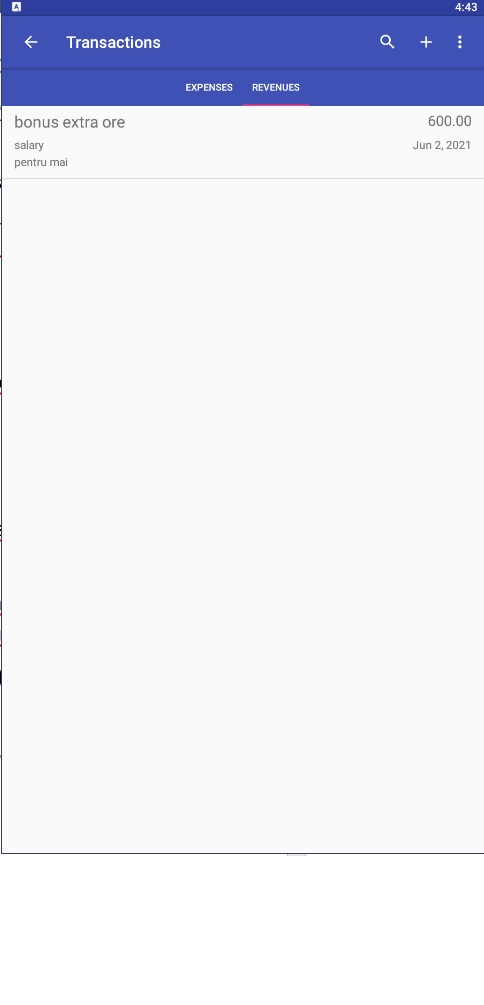 A
4:43
Transactions
EXPENSES REVENUES
bonus extra ore 600.00
salary Jun 2, 2021
pentru mai